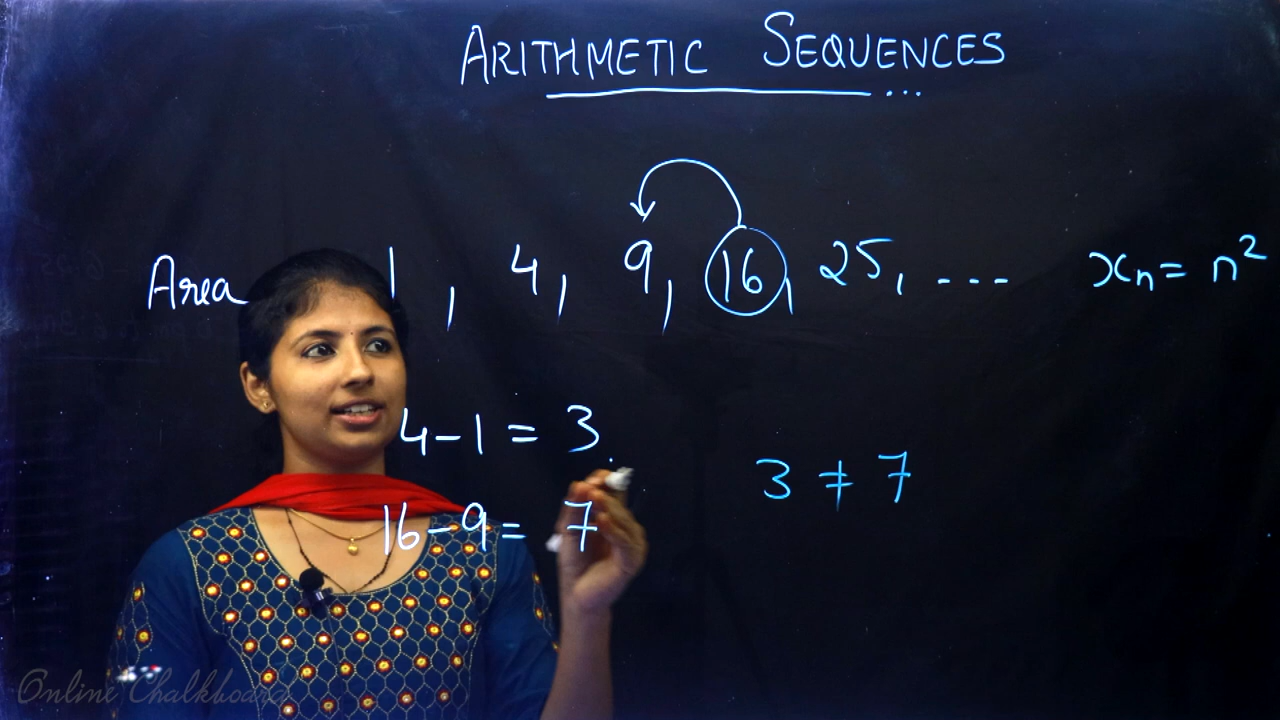 ARITHMETIC SEQUENCES...
Area 1, 4, 9, 16, 25, --- xₙ = n²
4-1 = 3
16-9 = 7
3 ≠ 7
Online Chalkboard